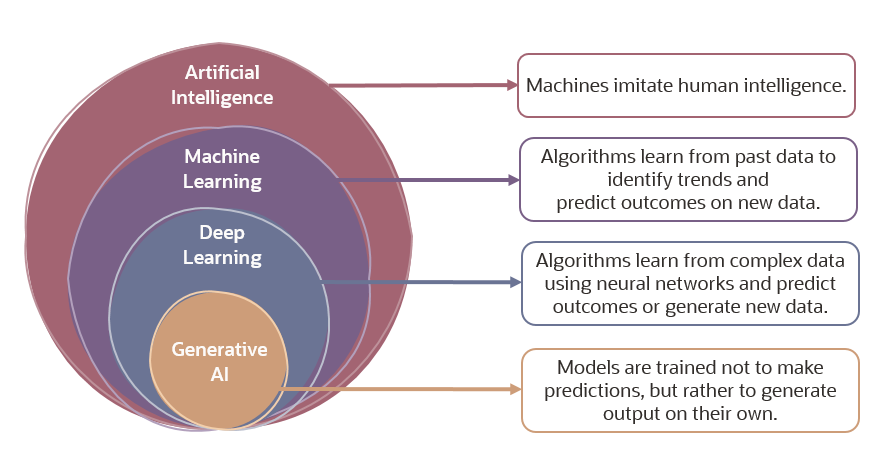 Artificial
Intelligence
Machines imitate human intelligence.
Machine
Learning
Algorithms learn from past data to
identify trends and
predict outcomes on new data.
Deep
Learning
Algorithms learn from complex data
using neural networks and predict
outcomes or generate new data.
Generative
AI
Models are trained not to make
predictions, but rather to generate
output on their own.